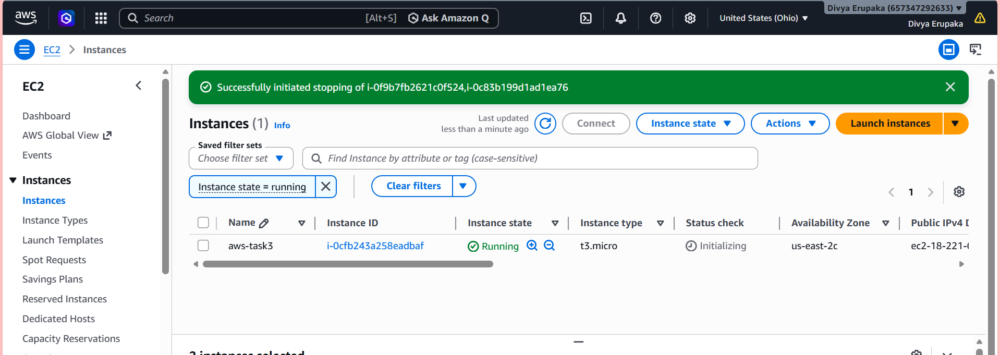 aws
Search [Alt+S] Ask Amazon Q
United States (Ohio)
Divya Erupaka (657347292633)
Divya Erupaka
EC2 Instances
EC2
Dashboard
AWS Global View
Events
Instances
Instances
Instance Types
Launch Templates
Spot Requests
Savings Plans
Reserved Instances
Dedicated Hosts
Capacity Reservations
Successfully initiated stopping of i-0f9b7fb2621c0f524,i-0c83b199d1ad1ea76
Instances (1) Info
Last updated
less than a minute ago
Connect Instance state Actions Launch instances
Saved filter sets
Choose filter set
Find Instance by attribute or tag (case-sensitive)
Instance state = running
Clear filters
1
Name Instance ID Instance state Instance type Status check Availability Zone Public IPv4 D
aws-task3 i-0cfb243a258eadbaf Running t3.micro Initializing us-east-2c ec2-18-221-6
2 instances selected